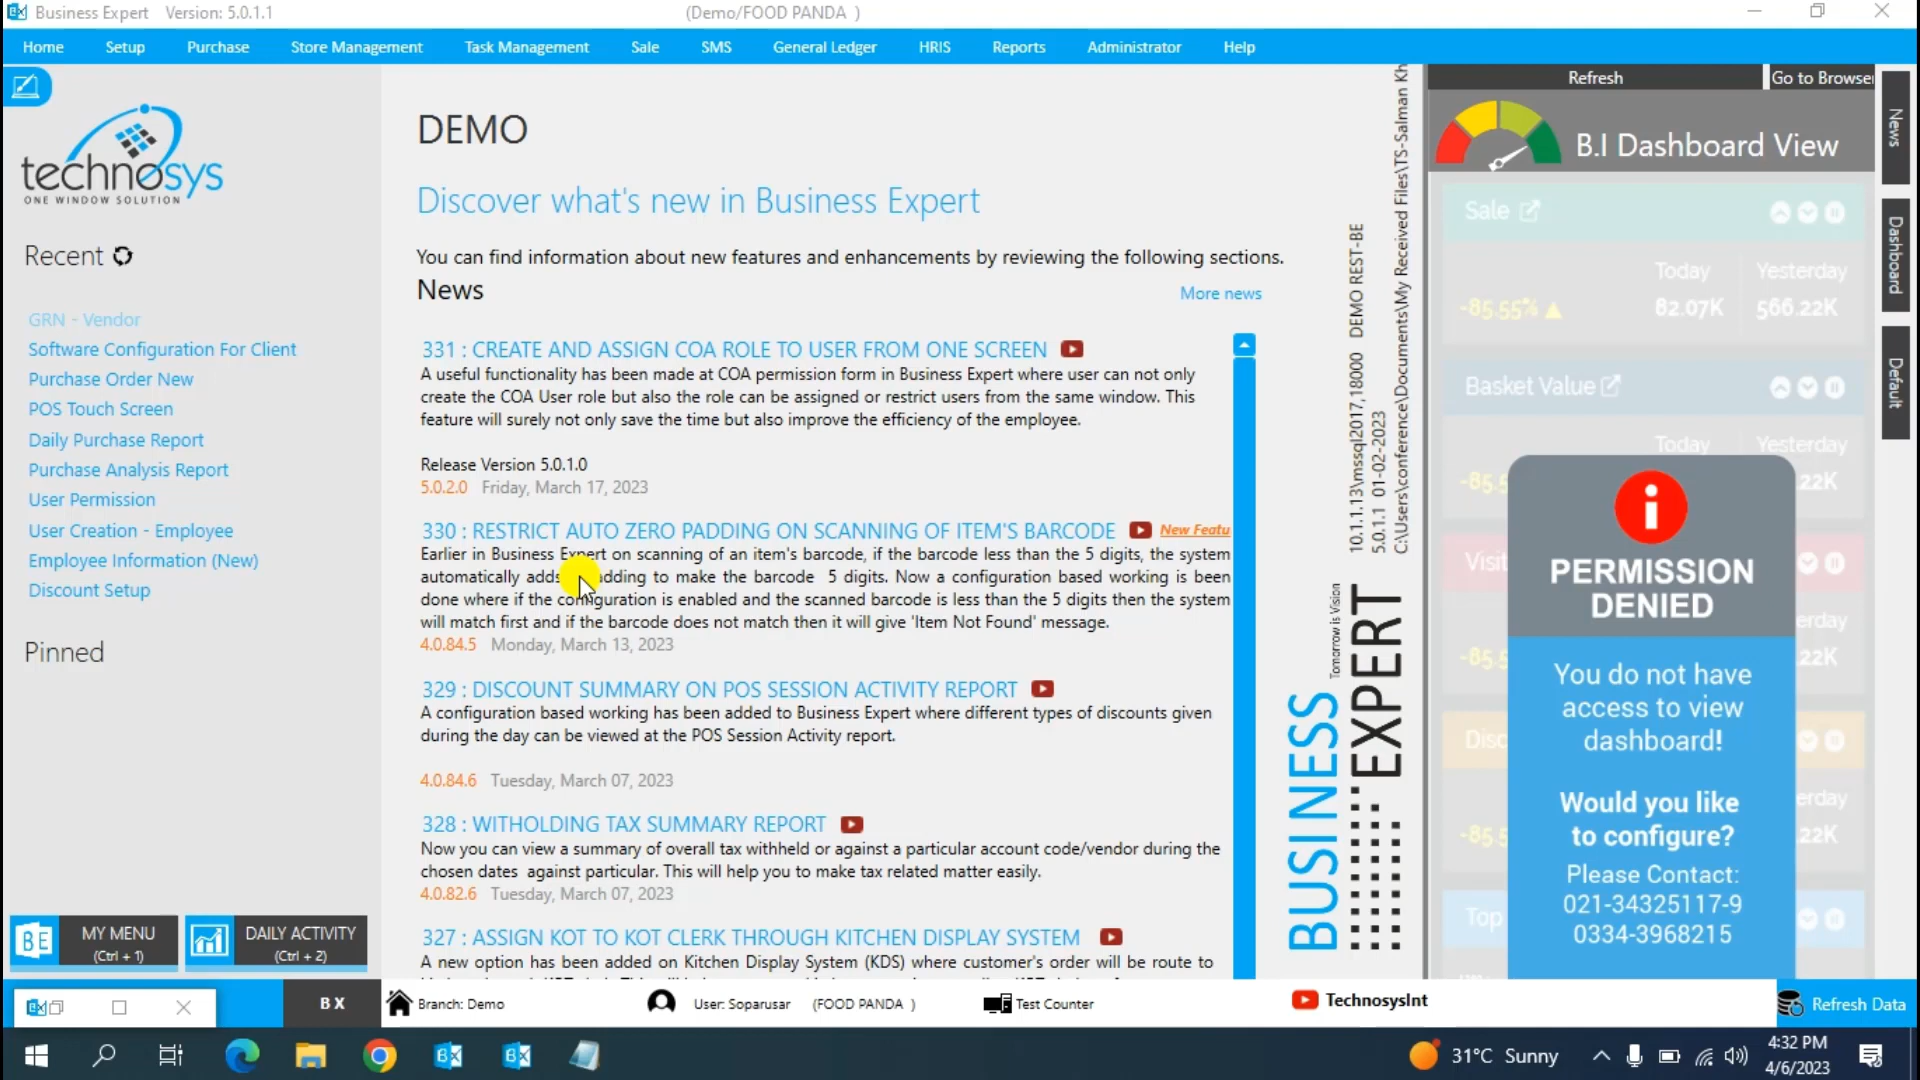 Business Expert Version: 5.0.1.1
(Demo/FOOD PANDA )
Home Setup Purchase Store Management Task Management Sale SMS General Ledger HRIS Reports Administrator Help
technosys
ONE WINDOW SOLUTION
Recent
GRN - Vendor
Software Configuration For Client
Purchase Order New
POS Touch Screen
Daily Purchase Report
Purchase Analysis Report
User Permission
User Creation - Employee
Employee Information (New)
Discount Setup
Pinned
BE MY MENU
(Ctrl + 1)
DAILY ACTIVITY
(Ctrl + 2)
DEMO
Discover what's new in Business Expert
You can find information about new features and enhancements by reviewing the following sections.
News
More news
331 : CREATE AND ASSIGN COA ROLE TO USER FROM ONE SCREEN
A useful functionality has been made at COA permission form in Business Expert where user can not only
create the COA User role but also the role can be assigned or restrict users from the same window. This
feature will surely not only save the time but also improve the efficiency of the employee.
Release Version 5.0.1.0
5.0.2.0 Friday, March 17, 2023
330 : RESTRICT AUTO ZERO PADDING ON SCANNING OF ITEM'S BARCODE New Featu
Earlier in Business Expert on scanning of an item's barcode, if the barcode less than the 5 digits, the system
automatically adds adding to make the barcode 5 digits. Now a configuration based working is been
done where if the configuration is enabled and the scanned barcode is less than the 5 digits then the system
will match first and if the barcode does not match then it will give 'Item Not Found' message.
4.0.84.5 Monday, March 13, 2023
329 : DISCOUNT SUMMARY ON POS SESSION ACTIVITY REPORT
A configuration based working has been added to Business Expert where different types of discounts given
during the day can be viewed at the POS Session Activity report.
4.0.84.6 Tuesday, March 07, 2023
328 : WITHOLDING TAX SUMMARY REPORT
Now you can view a summary of overall tax withheld or against a particular account code/vendor during the
chosen dates against particular. This will help you to make tax related matter easily.
4.0.82.6 Tuesday, March 07, 2023
327 : ASSIGN KOT TO KOT CLERK THROUGH KITCHEN DISPLAY SYSTEM
A new option has been added on Kitchen Display System (KDS) where customer's order will be route to
BUSINESS
EXPERT
Tomorrow is Vision
10.1.1.13\mssql2017,18000 DEMO REST-BE
5.0.1.1 01-02-2023
C:\Users\conference\Documents\My Received Files\TS-Salman Kh
Refresh
Go to Browser
B.I Dashboard View
Sale
Today Yesterday
-85.55% 82.07K 566.22K
Basket Value
Today Yesterday
-85.5 22K
Visit
erday
-85.5 22K
Disc
erday
-85.5 22K
Top
PERMISSION
DENIED
You do not have
access to view
dashboard!
Would you like
to configure?
Please Contact:
021-34325117-9
0334-3968215
News
Dashboard
Default
B X
Branch: Demo
User: Soparusar (FOOD PANDA )
Test Counter
TechnosysInt
Refresh Data
31°C Sunny
4:32 PM
4/6/2023